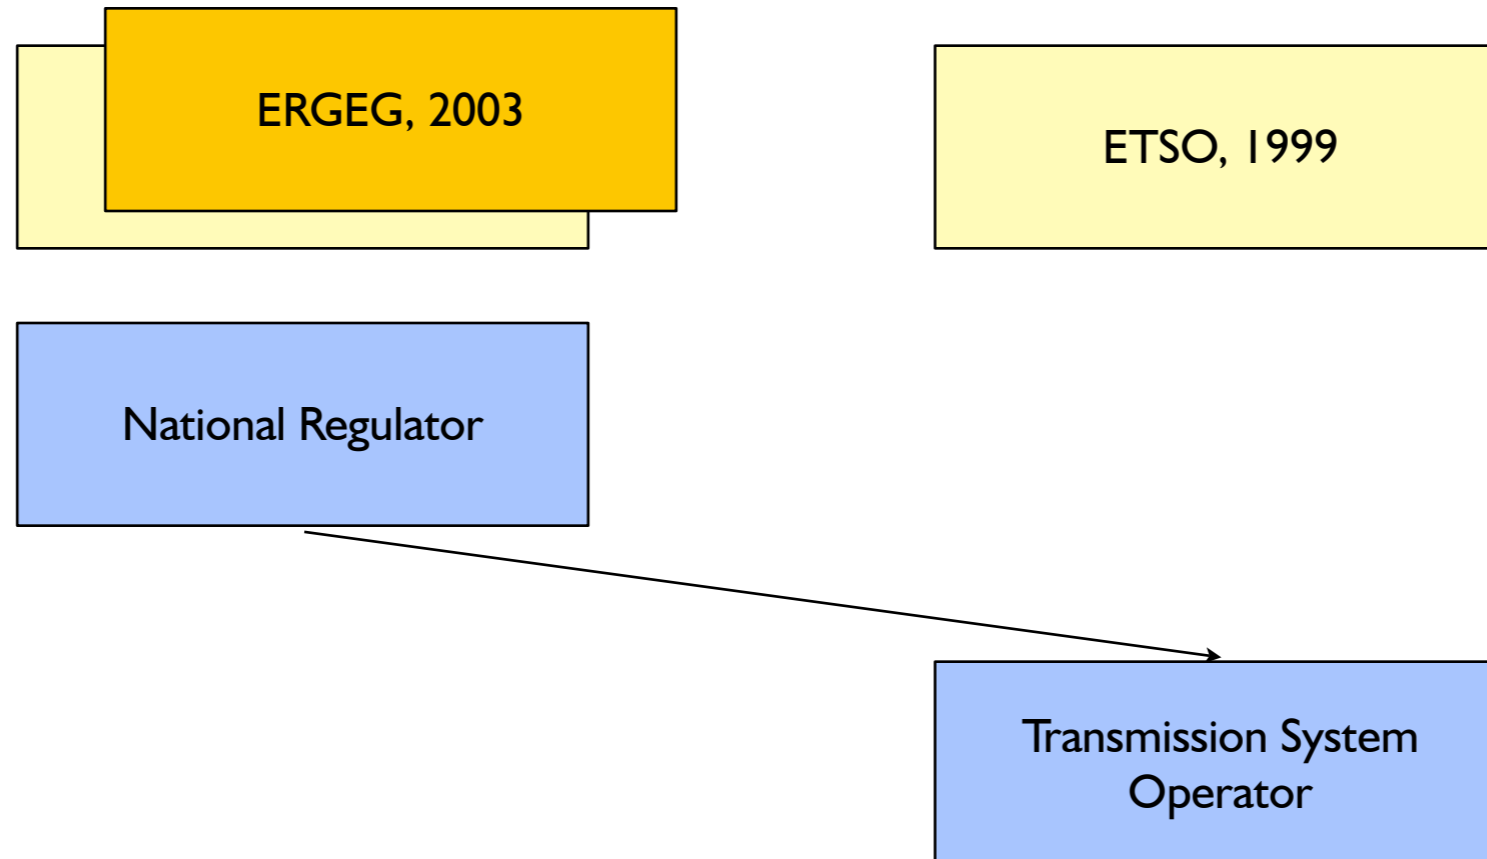 ERGEG, 2003
ETSO, 1999
National Regulator
Transmission System
Operator